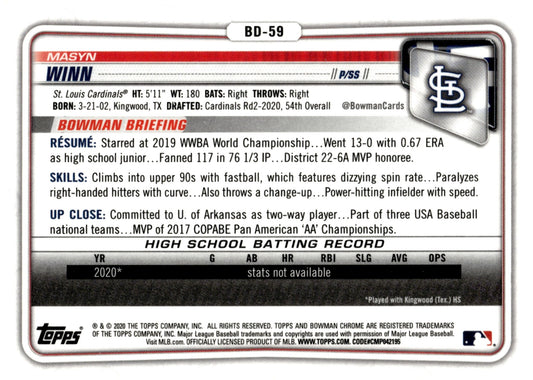 BD-59
MASYN
WINN
// P/SS //
St. Louis Cardinals® HT: 5'11" WT: 180 BATS: Right THROWS: Right
BORN: 3-21-02, Kingwood, TX DRAFTED: Cardinals Rd2-2020, 54th Overall @BowmanCards
STL
BOWMAN BRIEFING
RÉSUMÉ: Starred at 2019 WWBA World Championship…Went 13-0 with 0.67 ERA
as high school junior…Fanned 117 in 76 1/3 IP…District 22-6A MVP honoree.
SKILLS: Climbs into upper 90s with fastball, which features dizzying spin rate…Paralyzes
right-handed hitters with curve…Also throws a change-up…Power-hitting infielder with speed.
UP CLOSE: Committed to U. of Arkansas as two-way player…Part of three USA Baseball
national teams…MVP of 2017 COPABE Pan American ‘AA’ Championships.
HIGH SCHOOL BATTING RECORD
YR G AB HR RBI SLG AVG OPS
2020* stats not available
*Played with Kingwood (Tex.) HS
Topps
® & © 2020 THE TOPPS COMPANY, INC. ALL RIGHTS RESERVED. TOPPS AND BOWMAN CHROME ARE REGISTERED TRADEMARKS
OF THE TOPPS COMPANY, INC. Major League Baseball trademarks and copyrights are used with permission of Major League Baseball.
Visit MLB.com. OFFICIALLY LICENSED PRODUCT OF MLB. WWW.TOPPS.COM. CODE#CMP042195